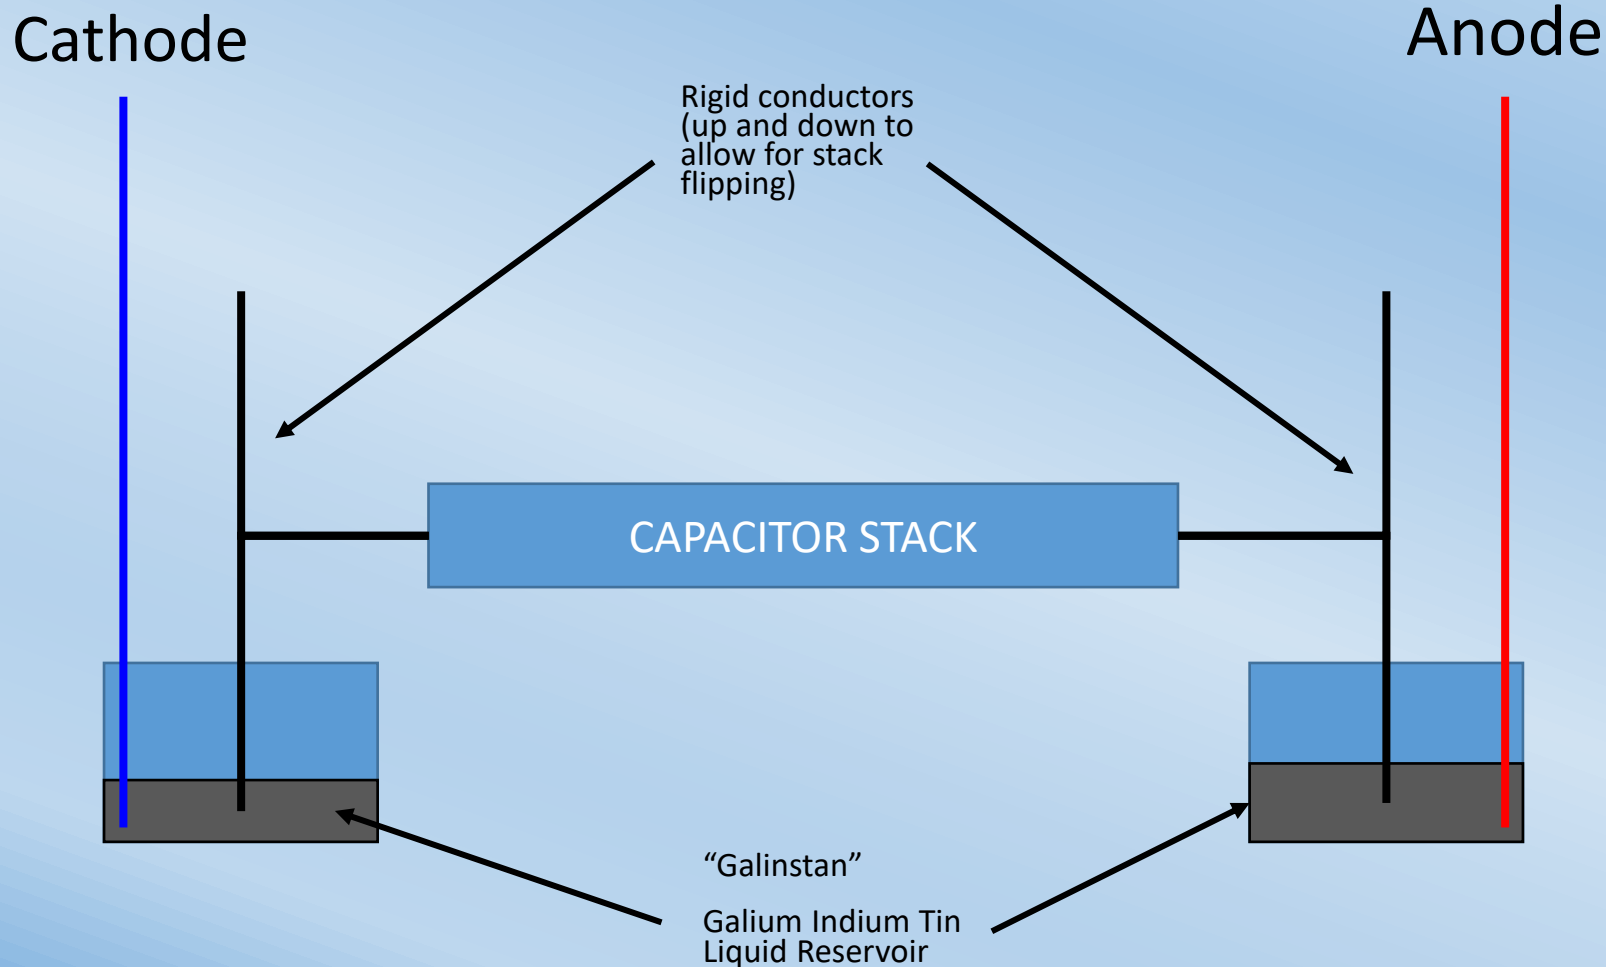 Cathode
Anode
Rigid conductors
(up and down to
allow for stack
flipping)
CAPACITOR STACK
“Galinstan”
Galium Indium Tin
Liquid Reservoir